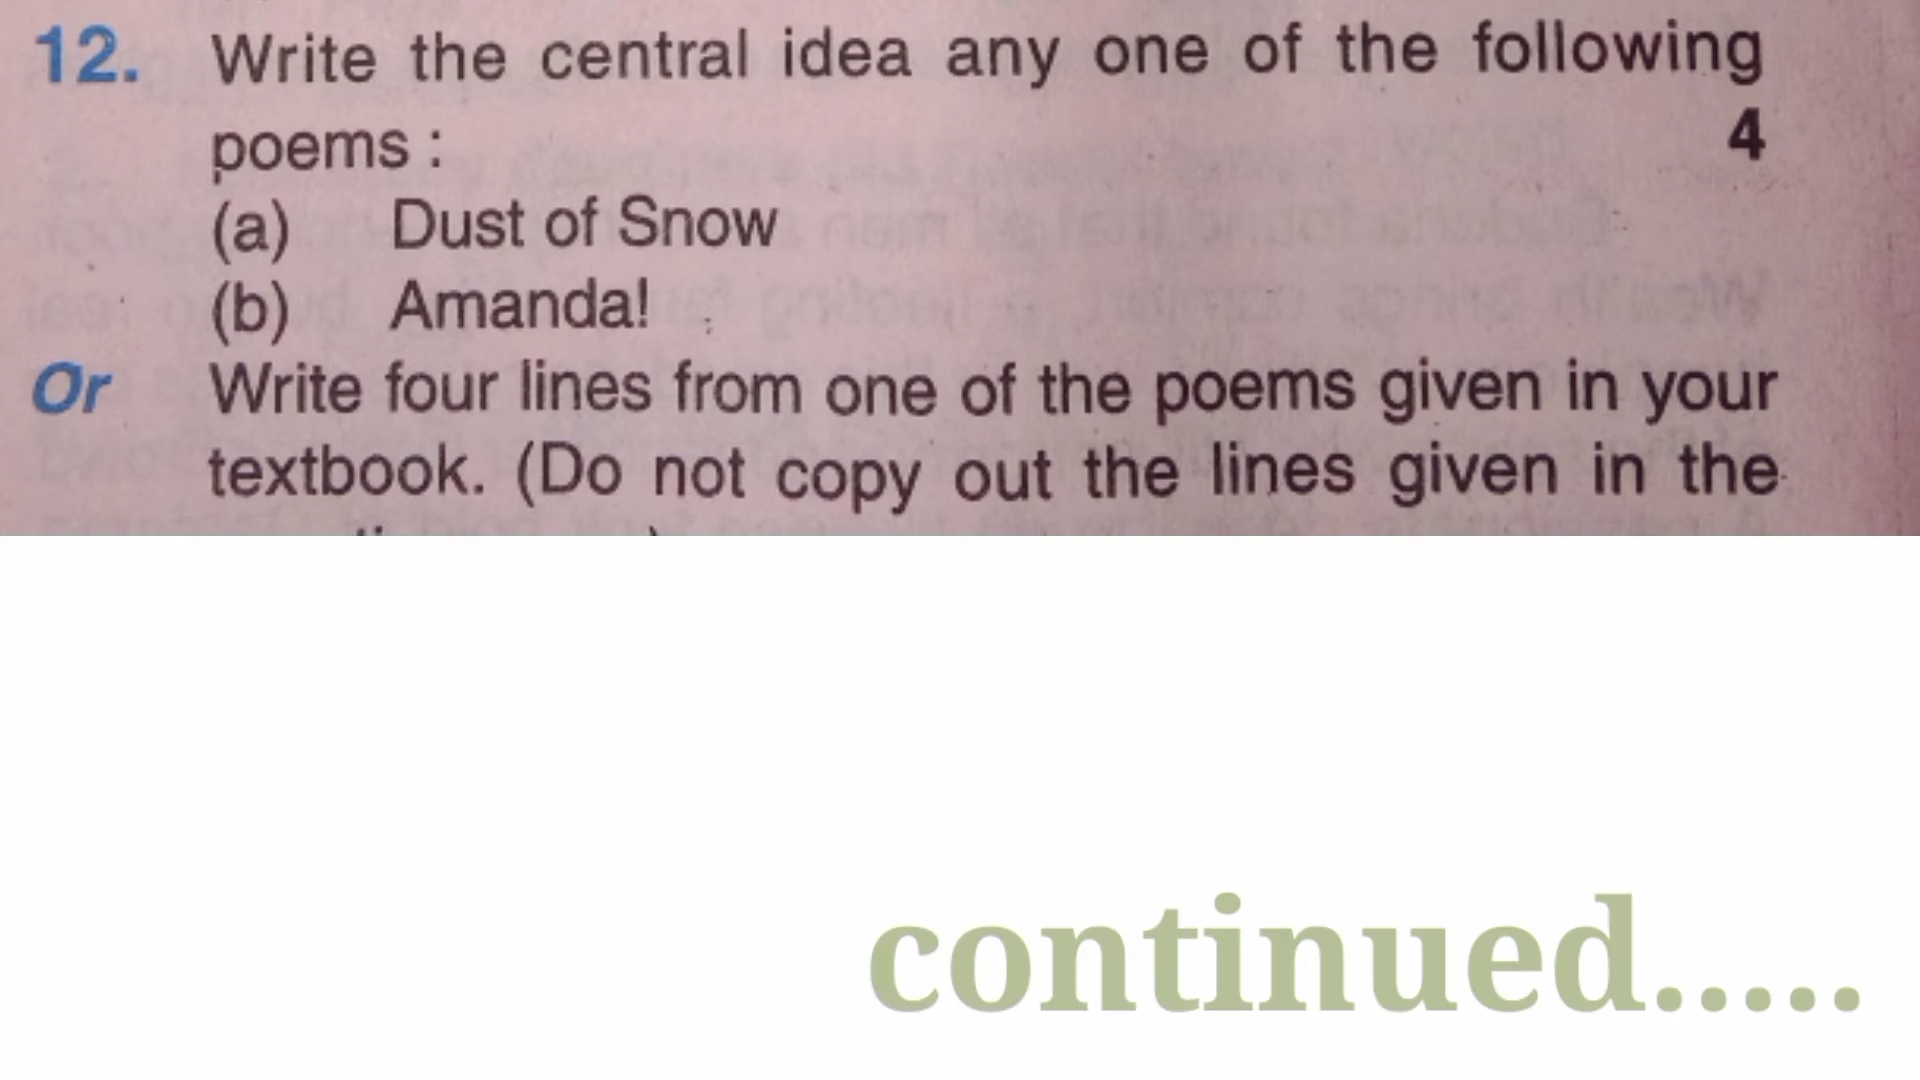 12. Write the central idea any one of the following
poems : 4
(a) Dust of Snow
(b) Amanda!
Or Write four lines from one of the poems given in your
textbook. (Do not copy out the lines given in the
continued.....